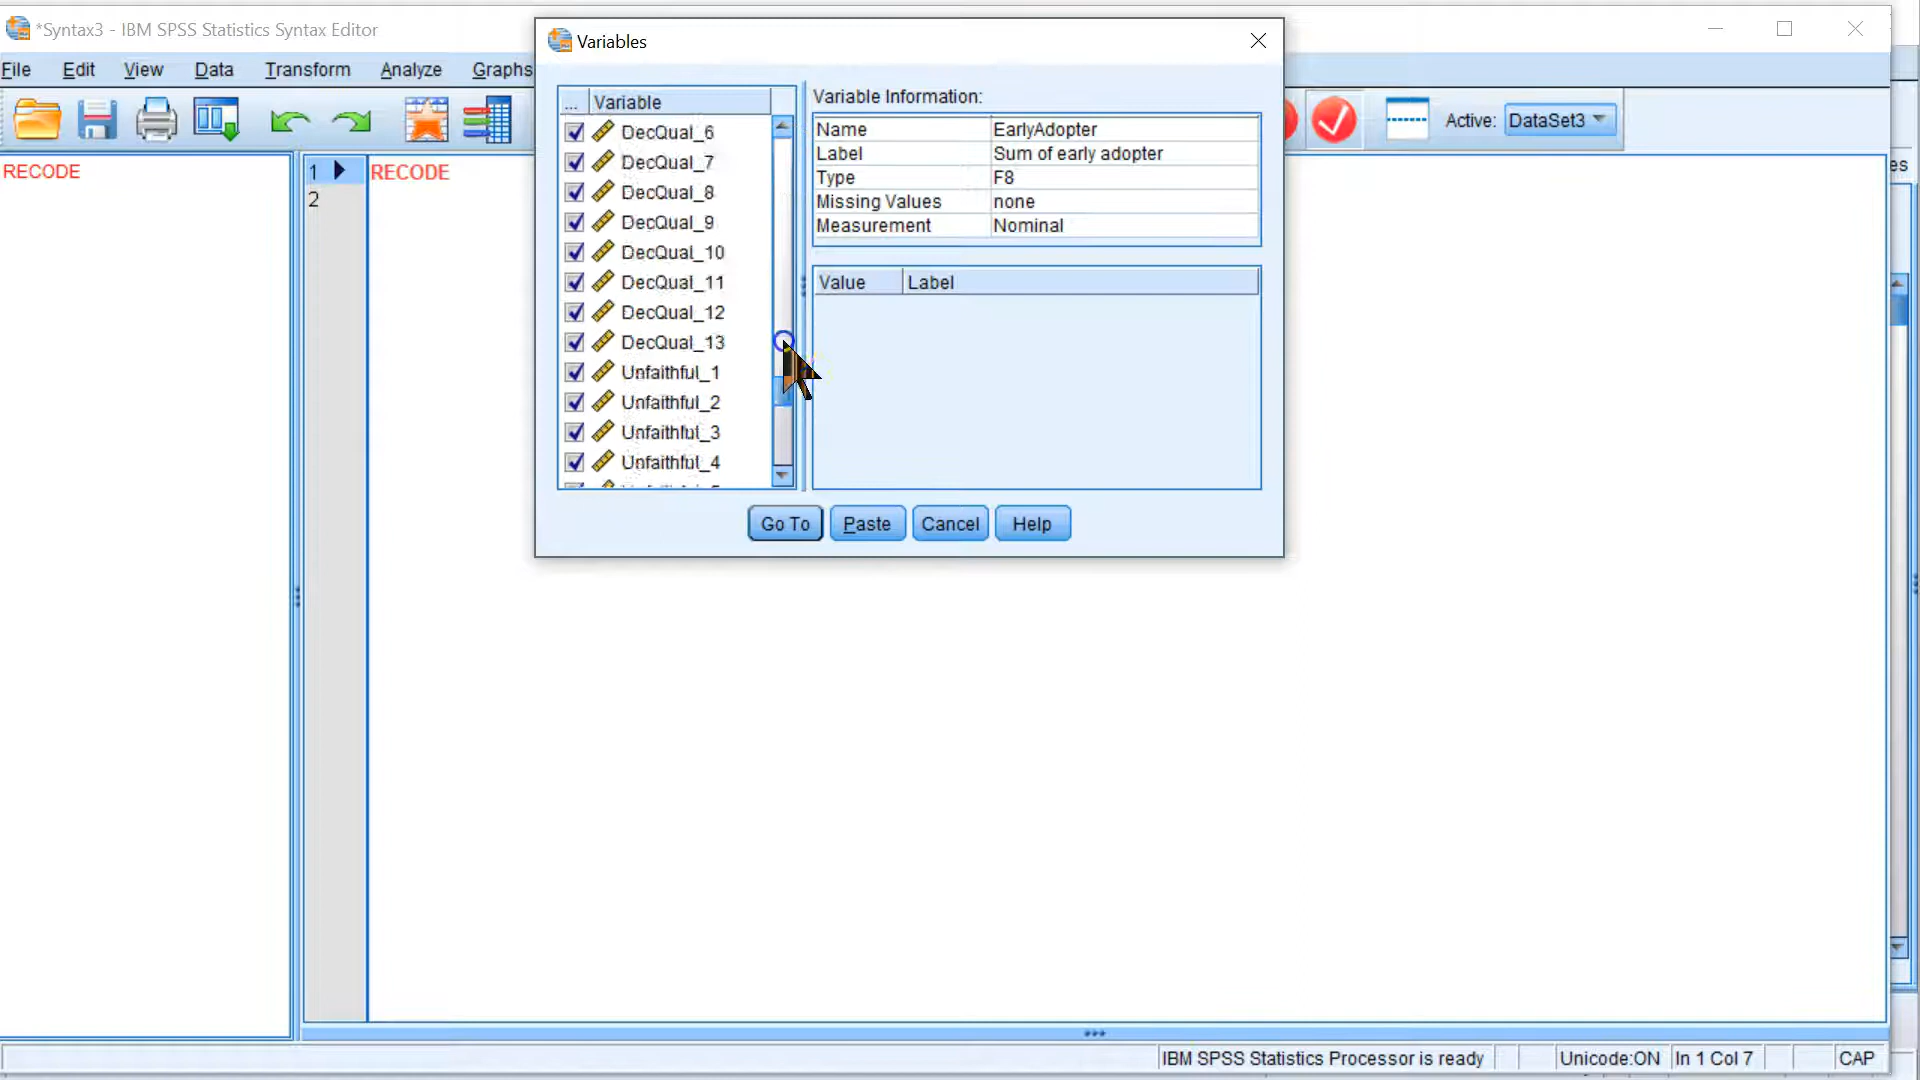 *Syntax3 - IBM SPSS Statistics Syntax Editor
File Edit View Data Transform Analyze Graphs
Active: DataSet3
RECODE
1 RECODE
2
Variables
... Variable
DecQual_6
DecQual_7
DecQual_8
DecQual_9
DecQual_10
DecQual_11
DecQual_12
DecQual_13
Unfaithful_1
Unfaithful_2
Unfaithful_3
Unfaithful_4
Variable Information:
Name EarlyAdopter
Label Sum of early adopter
Type F8
Missing Values none
Measurement Nominal
Value Label
Go To Paste Cancel Help
es
IBM SPSS Statistics Processor is ready Unicode:ON In 1 Col 7 CAP